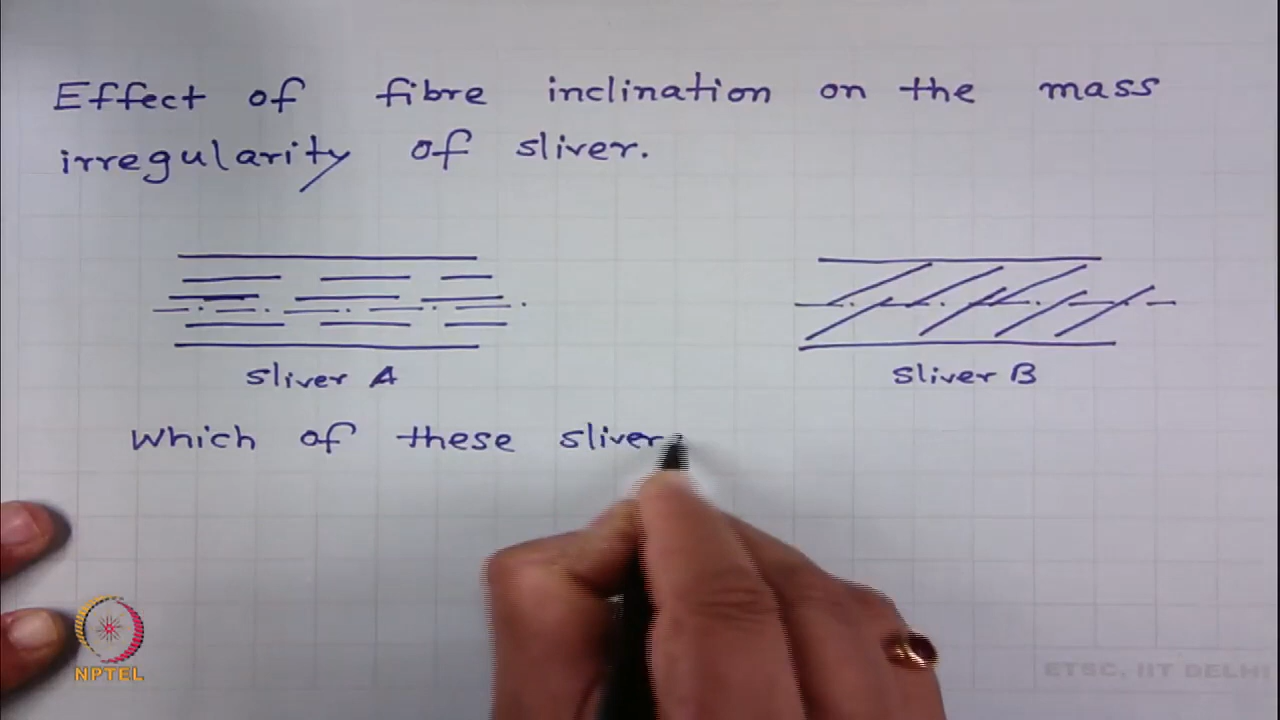 Effect of fibre inclination on the mass
irregularity of sliver.
sliver A
sliver B
Which of these sliver
NPTEL
ETSC, IIT DELHI